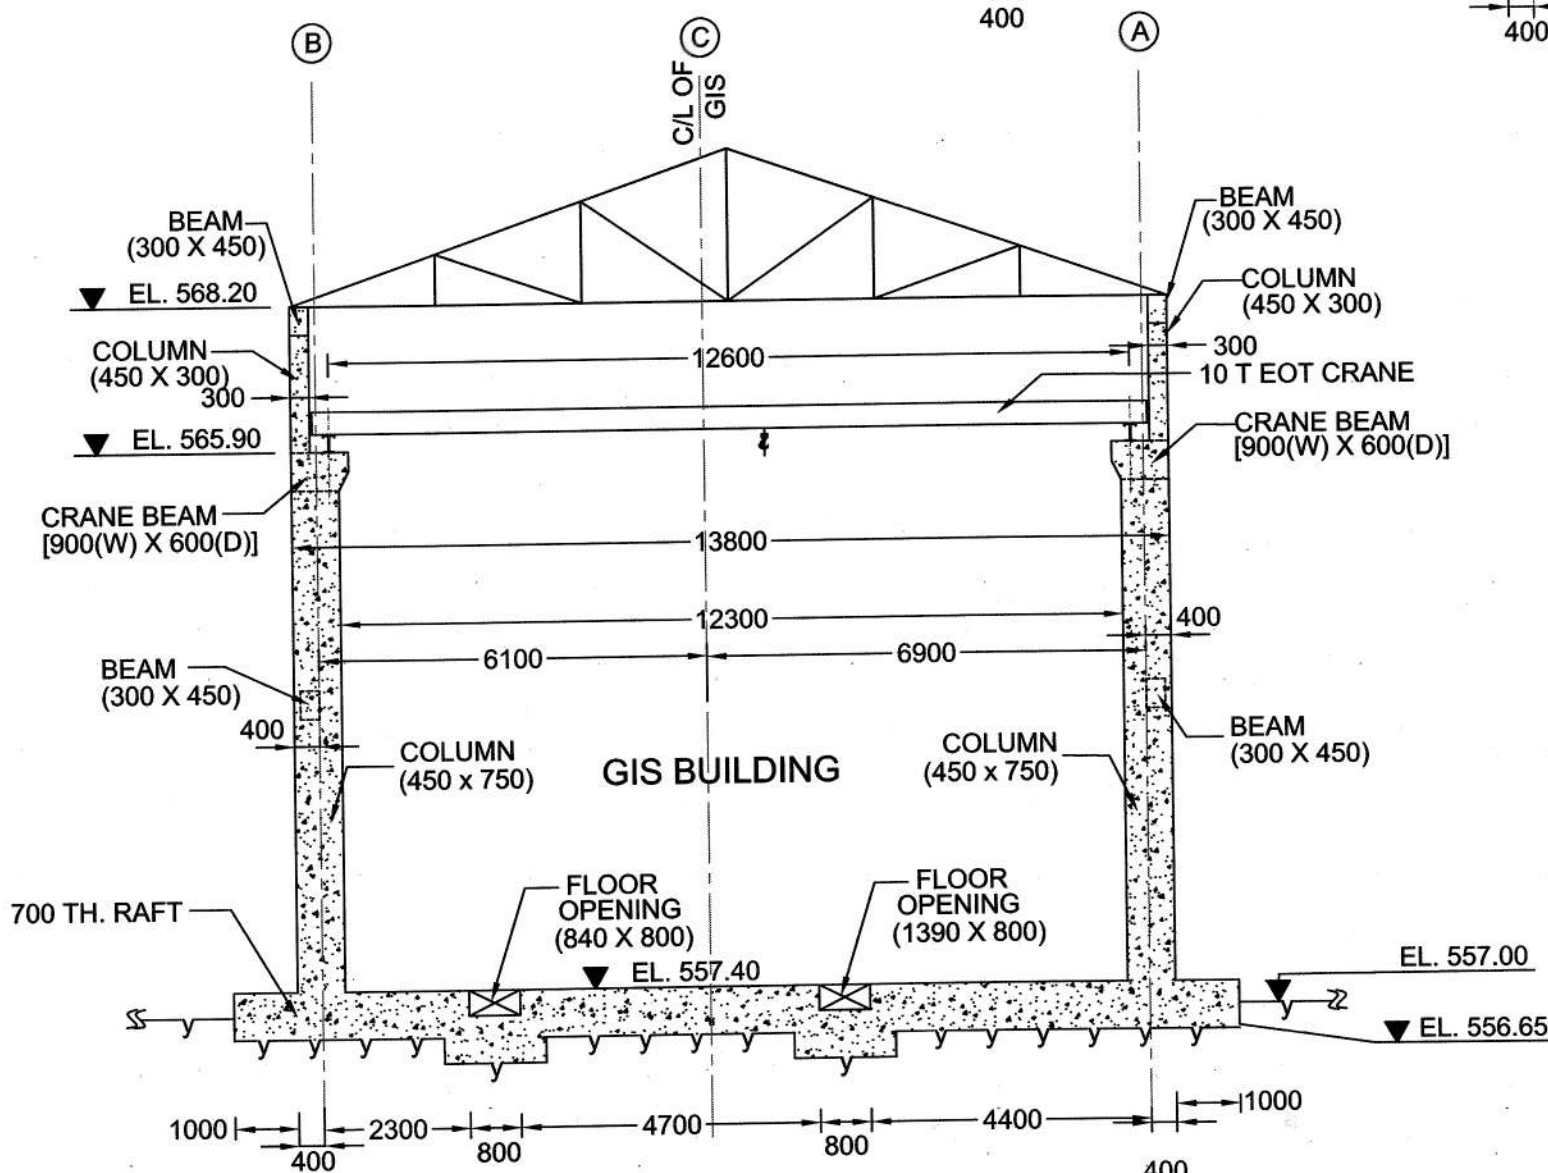 400
400
B
C
A
C/L OF
GIS
BEAM
(300 X 450)
BEAM
(300 X 450)
EL. 568.20
COLUMN
(450 X 300)
COLUMN
(450 X 300)
300
12600
300
10 T EOT CRANE
EL. 565.90
CRANE BEAM
[900(W) X 600(D)]
CRANE BEAM
[900(W) X 600(D)]
13800
12300
400
6100
6900
BEAM
(300 X 450)
400
COLUMN
(450 x 750)
GIS BUILDING
COLUMN
(450 x 750)
BEAM
(300 X 450)
700 TH. RAFT
FLOOR
OPENING
(840 X 800)
FLOOR
OPENING
(1390 X 800)
EL. 557.40
EL. 557.00
EL. 556.65
1000
400
2300
800
4700
800
4400
1000
400